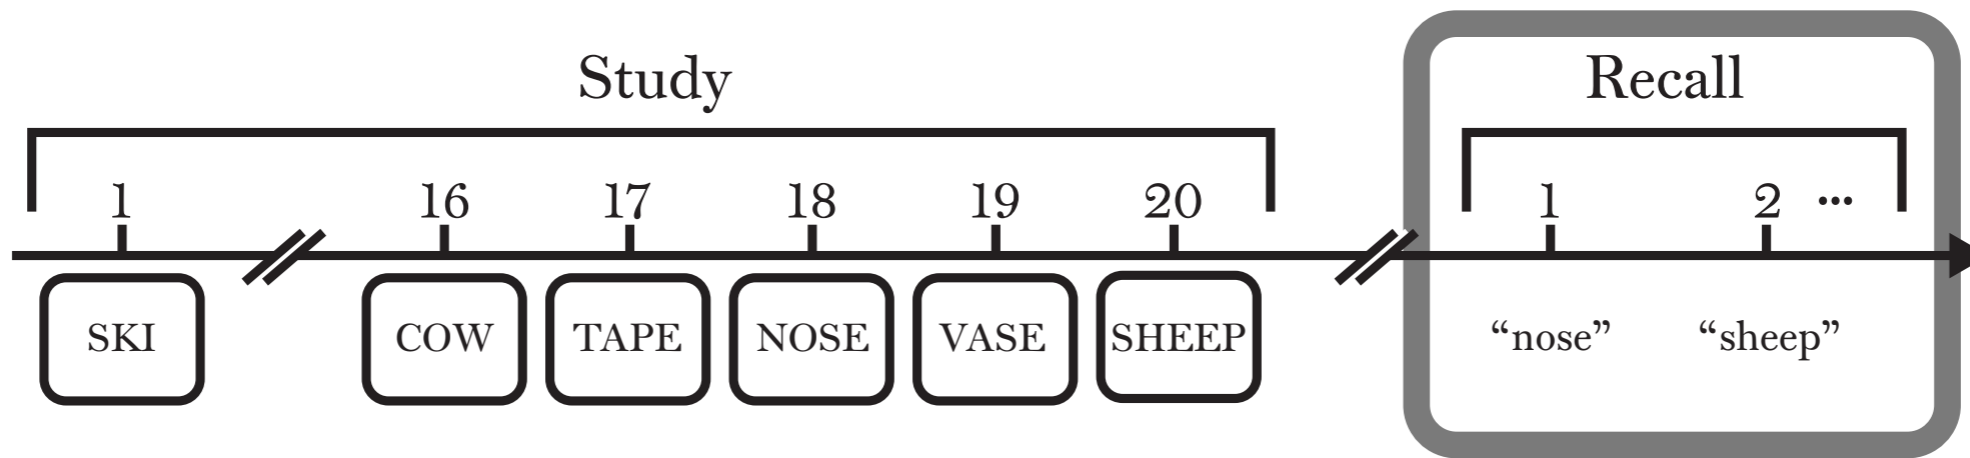 Study Recall
1 16 17 18 19 20 1 2 ...
SKI COW TAPE NOSE VASE SHEEP “nose” “sheep”